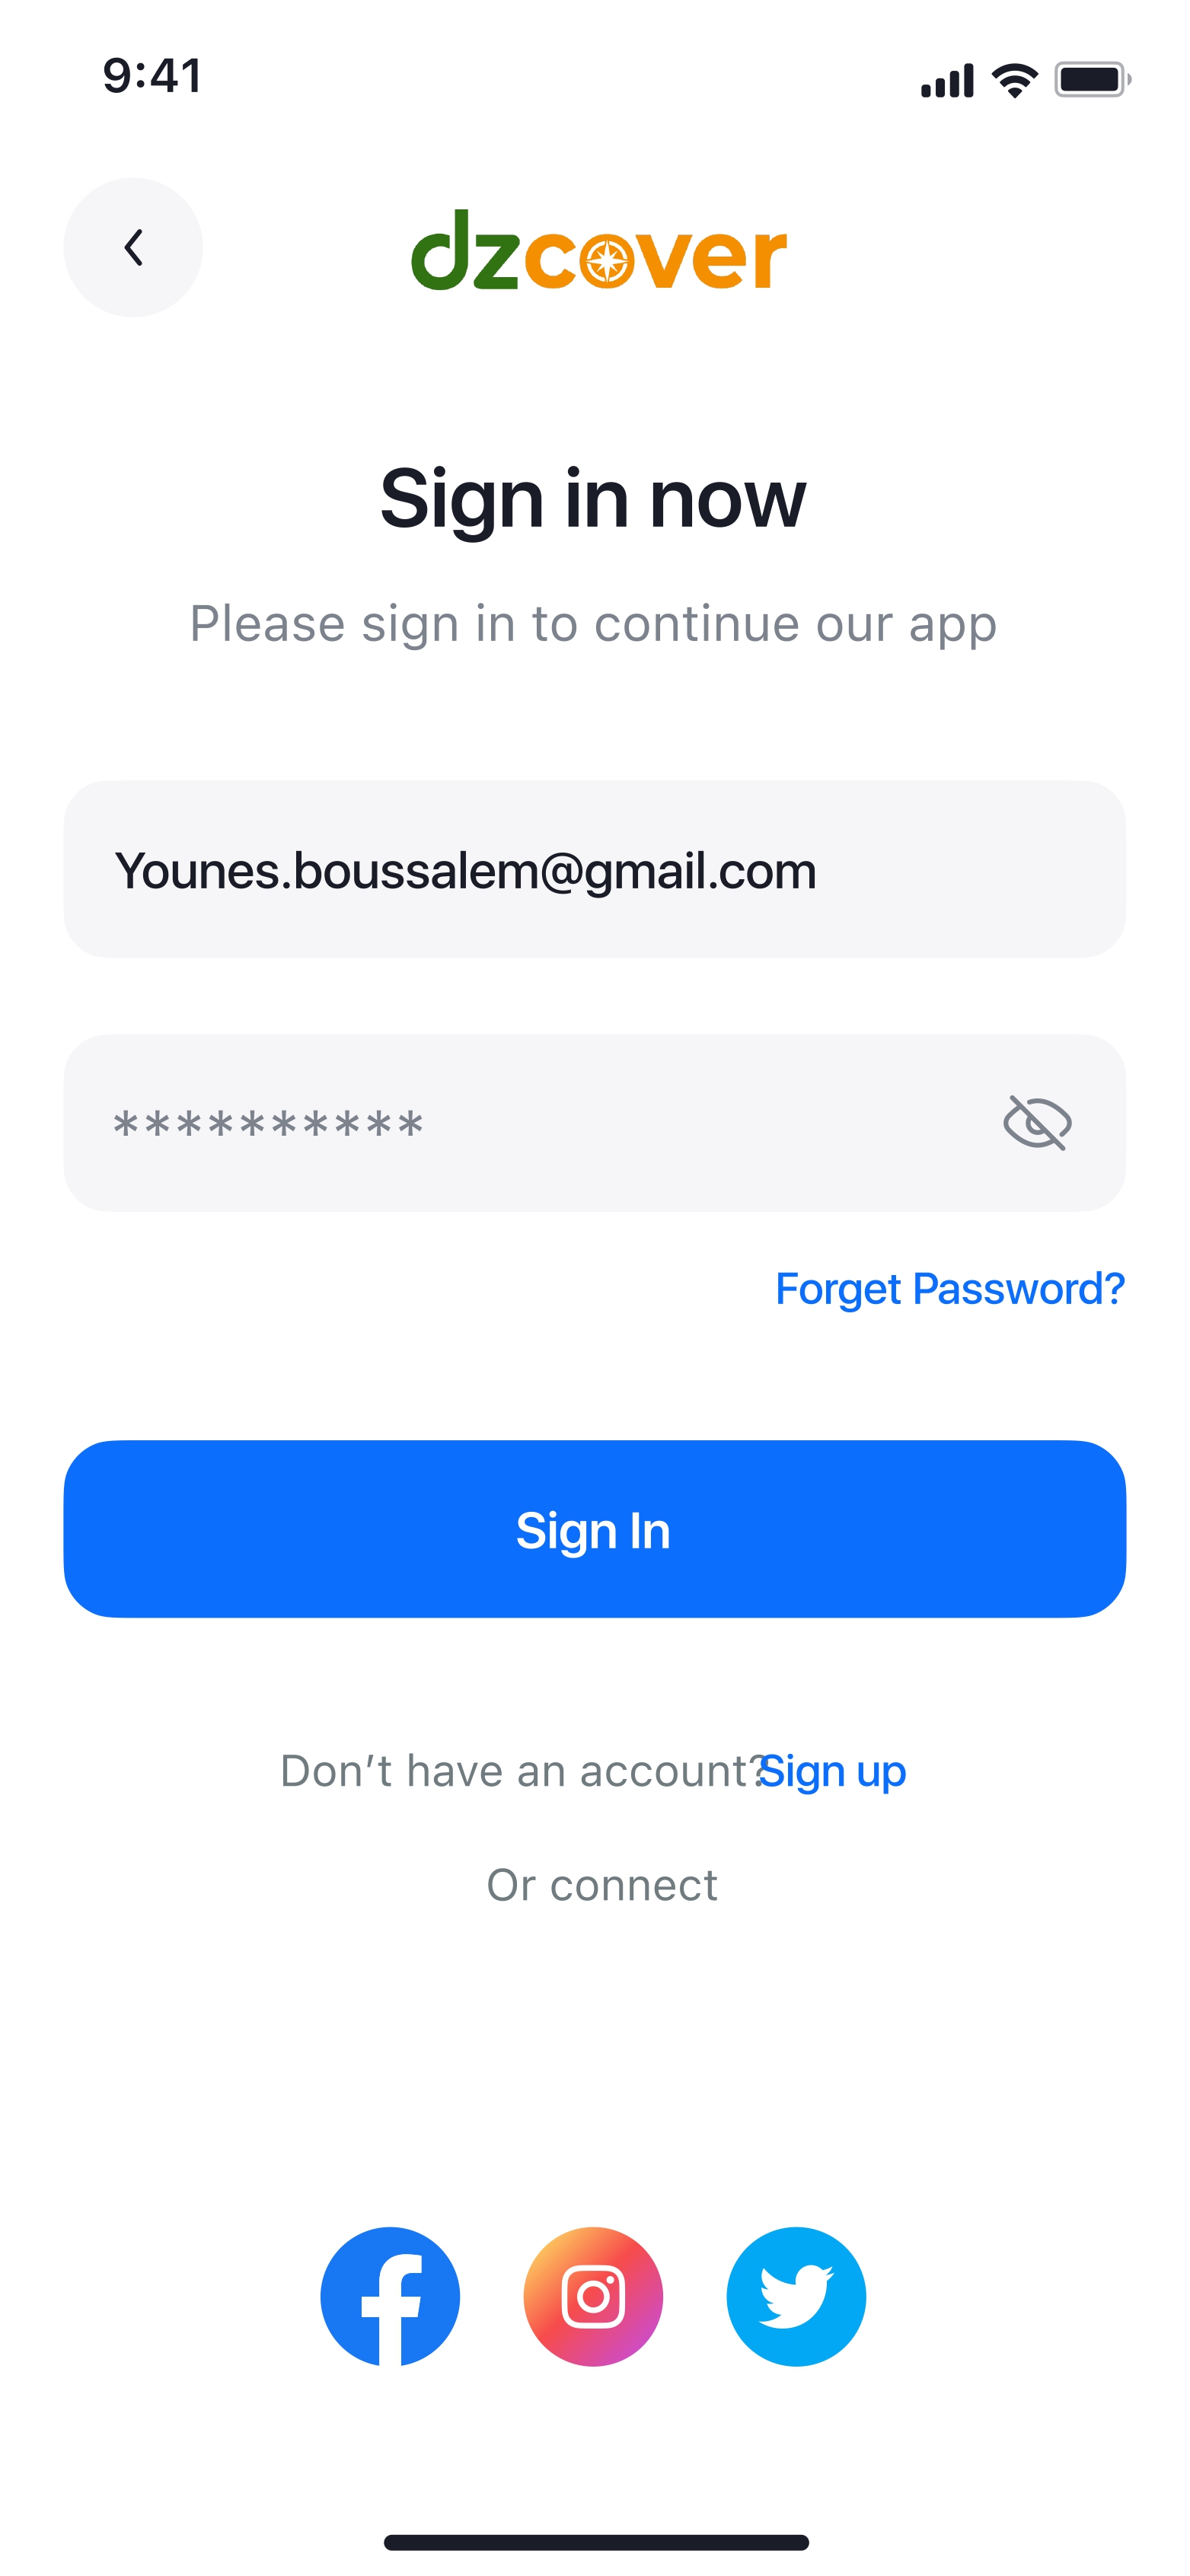 9:41
dzcover
Sign in now
Please sign in to continue our app
Younes.boussalem@gmail.com
**********
Forget Password?
Sign In
Don’t have an account?Sign up
Or connect